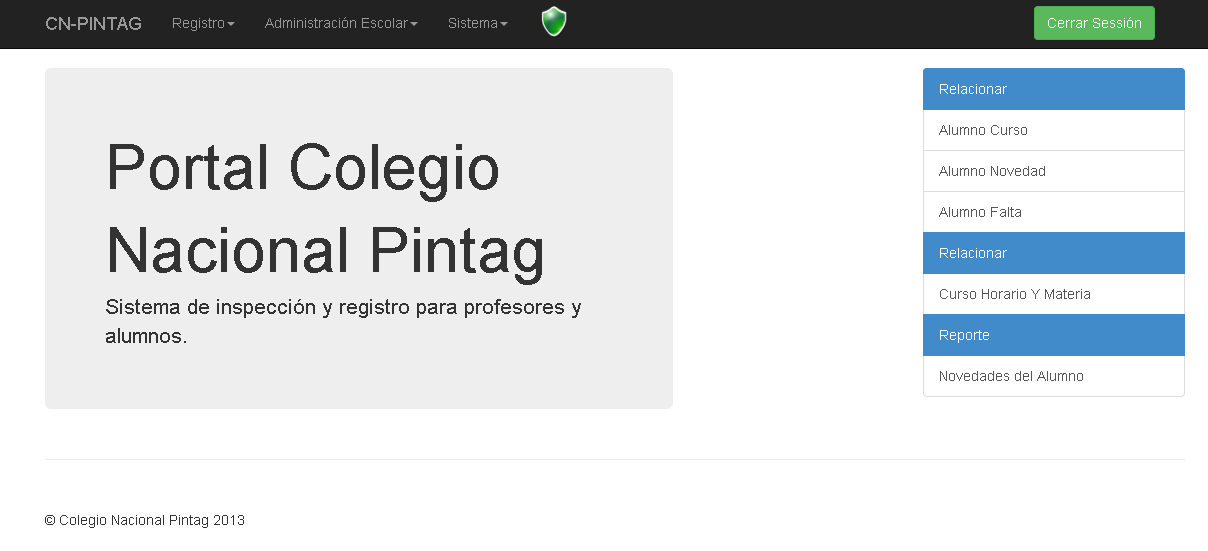 CN-PINTAG Registro Administración Escolar Sistema Cerrar Sessión
Portal Colegio
Nacional Pintag
Sistema de inspección y registro para profesores y
alumnos.
Relacionar
Alumno Curso
Alumno Novedad
Alumno Falta
Relacionar
Curso Horario Y Materia
Reporte
Novedades del Alumno
© Colegio Nacional Pintag 2013